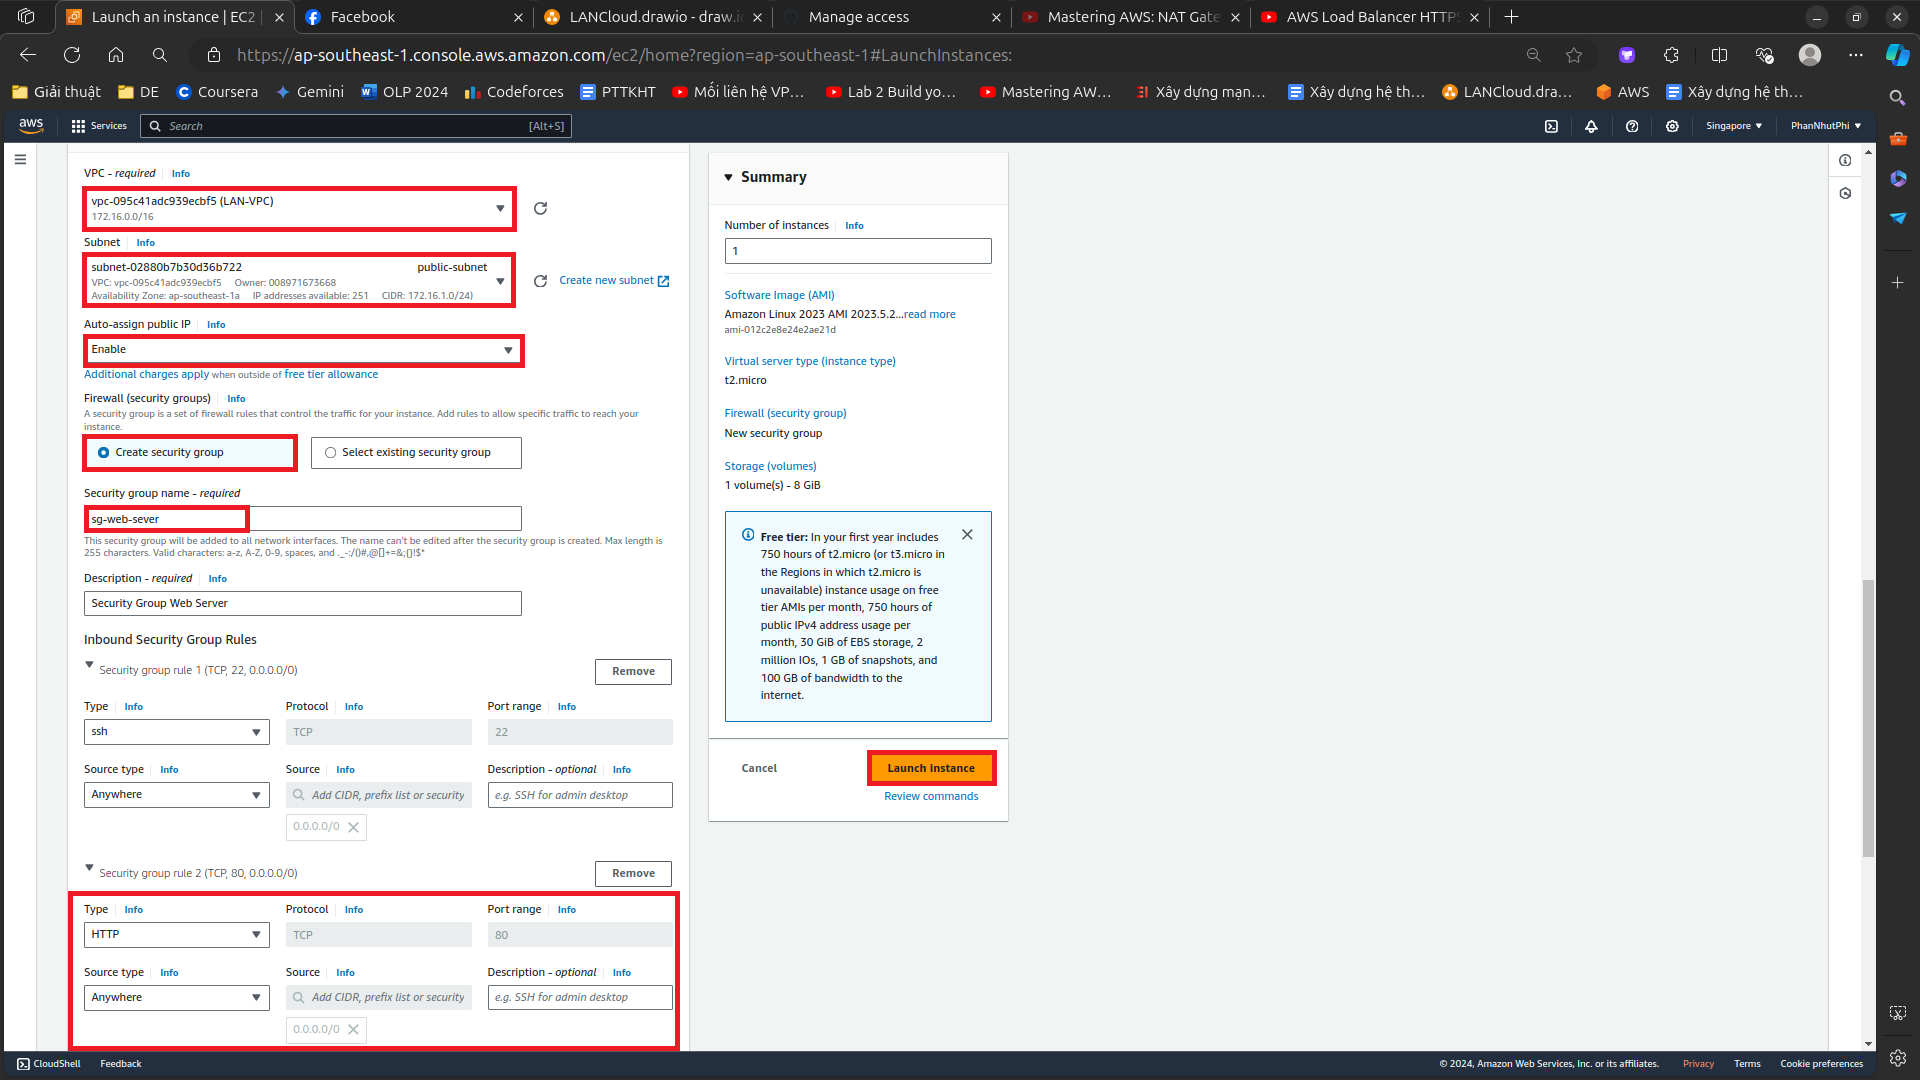 Launch an instance | EC2
Facebook
LANCloud.drawio - draw.io
Manage access
Mastering AWS: NAT Gate
AWS Load Balancer HTTPS
https://ap-southeast-1.console.aws.amazon.com/ec2/home?region=ap-southeast-1#LaunchInstances:
Giải thuật
DE
Coursera
Gemini
OLP 2024
Codeforces
PTTKHT
Mối liên hệ VP...
Lab 2 Build yo...
Mastering AW...
Xây dựng mạn...
Xây dựng hệ th...
LANCloud.dra...
AWS
Xây dựng hệ th...
aws
Services
Search
[Alt+S]
Singapore
PhanNhutPhi
VPC - required Info
vpc-095c41adc939ecbf5 (LAN-VPC)
172.16.0.0/16
Subnet Info
subnet-02880b7b30d36b722 public-subnet
VPC: vpc-095c41adc939ecbf5 Owner: 008971673668
Availability Zone: ap-southeast-1a IP addresses available: 251 CIDR: 172.16.1.0/24)
Create new subnet
Auto-assign public IP Info
Enable
Additional charges apply when outside of free tier allowance
Firewall (security groups) Info
A security group is a set of firewall rules that control the traffic for your instance. Add rules to allow specific traffic to reach your
instance.
Create security group
Select existing security group
Security group name - required
sg-web-sever
This security group will be added to all network interfaces. The name can't be edited after the security group is created. Max length is
255 characters. Valid characters: a-z, A-Z, 0-9, spaces, and ._-:/()#,@[]+=&;{}!$*
Description - required Info
Security Group Web Server
Inbound Security Group Rules
Security group rule 1 (TCP, 22, 0.0.0.0/0)
Remove
Type Info
Protocol Info
Port range Info
ssh
TCP
22
Source type Info
Source Info
Description - optional Info
Anywhere
Add CIDR, prefix list or security
e.g. SSH for admin desktop
0.0.0.0/0
Security group rule 2 (TCP, 80, 0.0.0.0/0)
Remove
Type Info
Protocol Info
Port range Info
HTTP
TCP
80
Source type Info
Source Info
Description - optional Info
Anywhere
Add CIDR, prefix list or security
e.g. SSH for admin desktop
0.0.0.0/0
Summary
Number of instances Info
1
Software Image (AMI)
Amazon Linux 2023 AMI 2023.5.2...read more
ami-012c2e8e24e2ae21d
Virtual server type (instance type)
t2.micro
Firewall (security group)
New security group
Storage (volumes)
1 volume(s) - 8 GiB
Free tier: In your first year includes
750 hours of t2.micro (or t3.micro in
the Regions in which t2.micro is
unavailable) instance usage on free
tier AMIs per month, 750 hours of
public IPv4 address usage per
month, 30 GiB of EBS storage, 2
million IOs, 1 GB of snapshots, and
100 GB of bandwidth to the
internet.
Cancel
Launch instance
Review commands
CloudShell
Feedback
© 2024, Amazon Web Services, Inc. or its affiliates.
Privacy
Terms
Cookie preferences